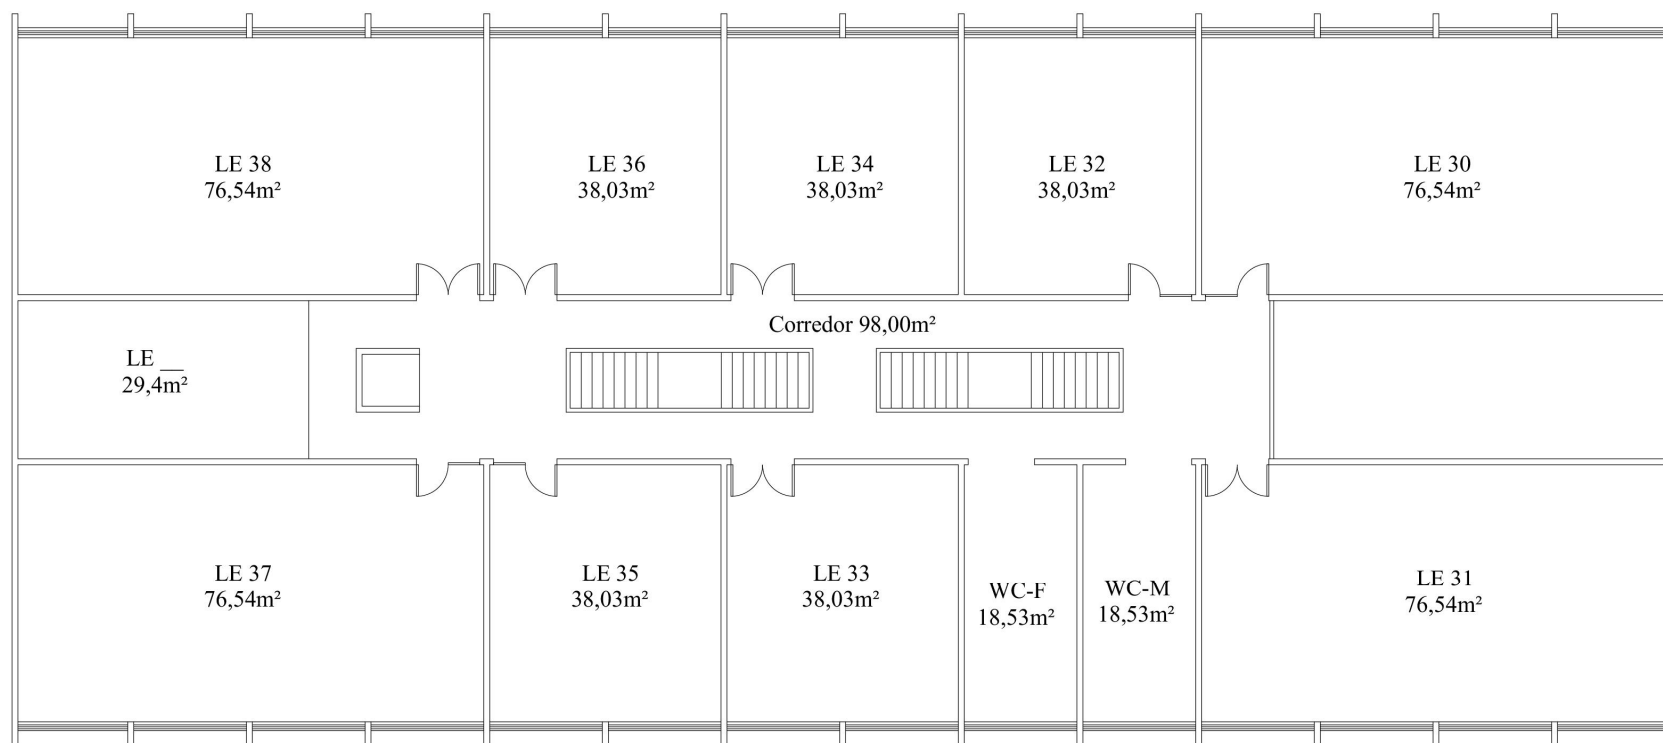 LE 38
76,54m²
LE 36
38,03m²
LE 34
38,03m²
LE 32
38,03m²
LE 30
76,54m²
Corredor 98,00m²
LE __
29,4m²
LE 37
76,54m²
LE 35
38,03m²
LE 33
38,03m²
WC-F
18,53m²
WC-M
18,53m²
LE 31
76,54m²